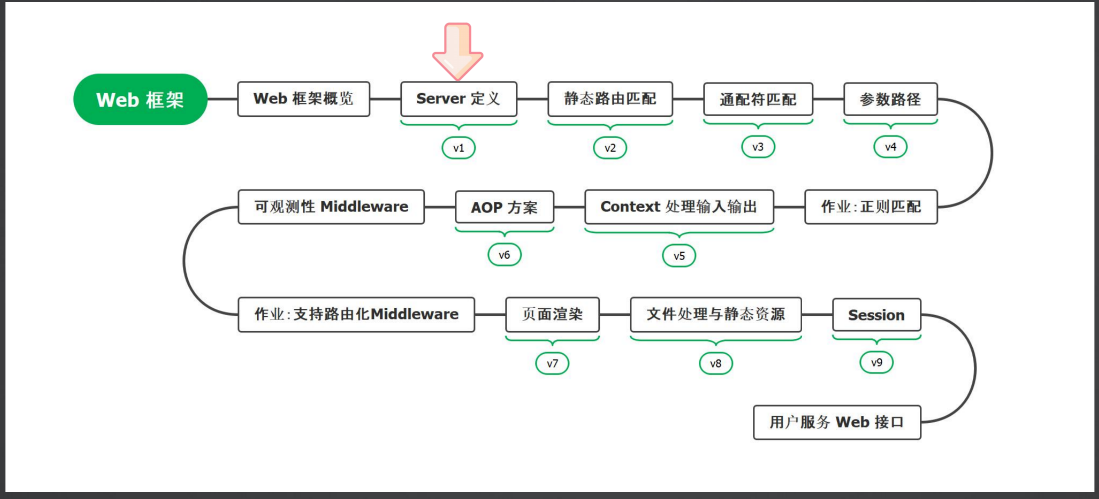 Web 框架
Web 框架概览
Server 定义
静态路由匹配
通配符匹配
参数路径
v1
v2
v3
v4
作业:正则匹配
Context 处理输入输出
AOP 方案
可观测性 Middleware
v5
v6
作业:支持路由化Middleware
页面渲染
文件处理与静态资源
Session
v7
v8
v9
用户服务 Web 接口